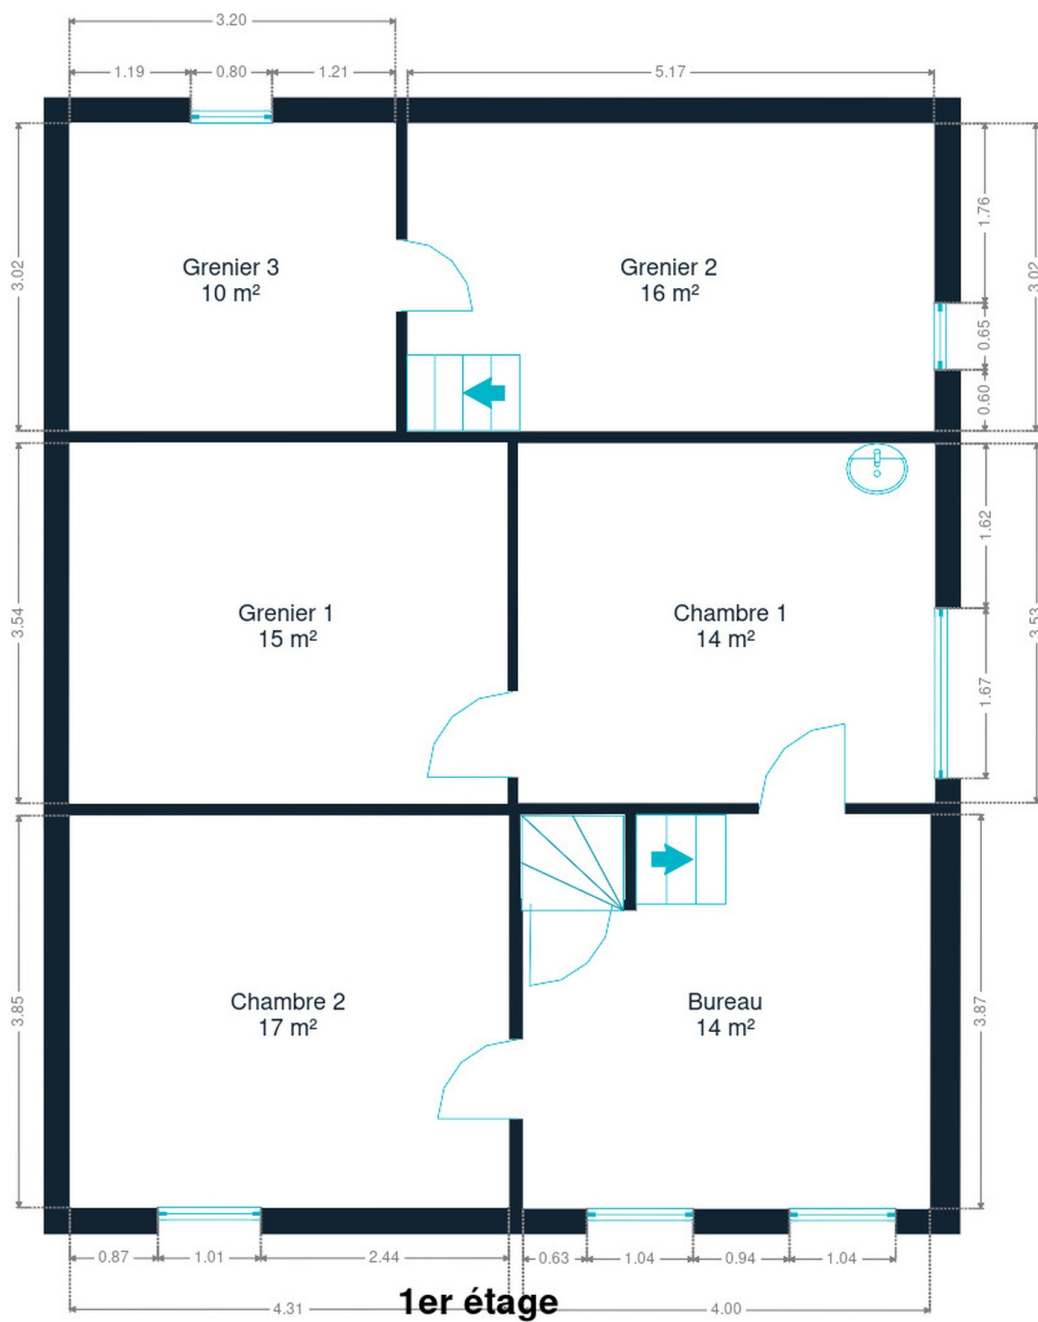 3.20
1.19 0.80 1.21 5.17
3.02
1.76
3.02
Grenier 3
10 m²
Grenier 2
16 m²
0.65
0.60
1.62
3.54
Grenier 1
15 m²
Chambre 1
14 m²
3.53
1.67
3.85
Chambre 2
17 m²
Bureau
14 m²
3.87
0.87 1.01 2.44 0.63 1.04 0.94 1.04
4.31 1er étage 4.00